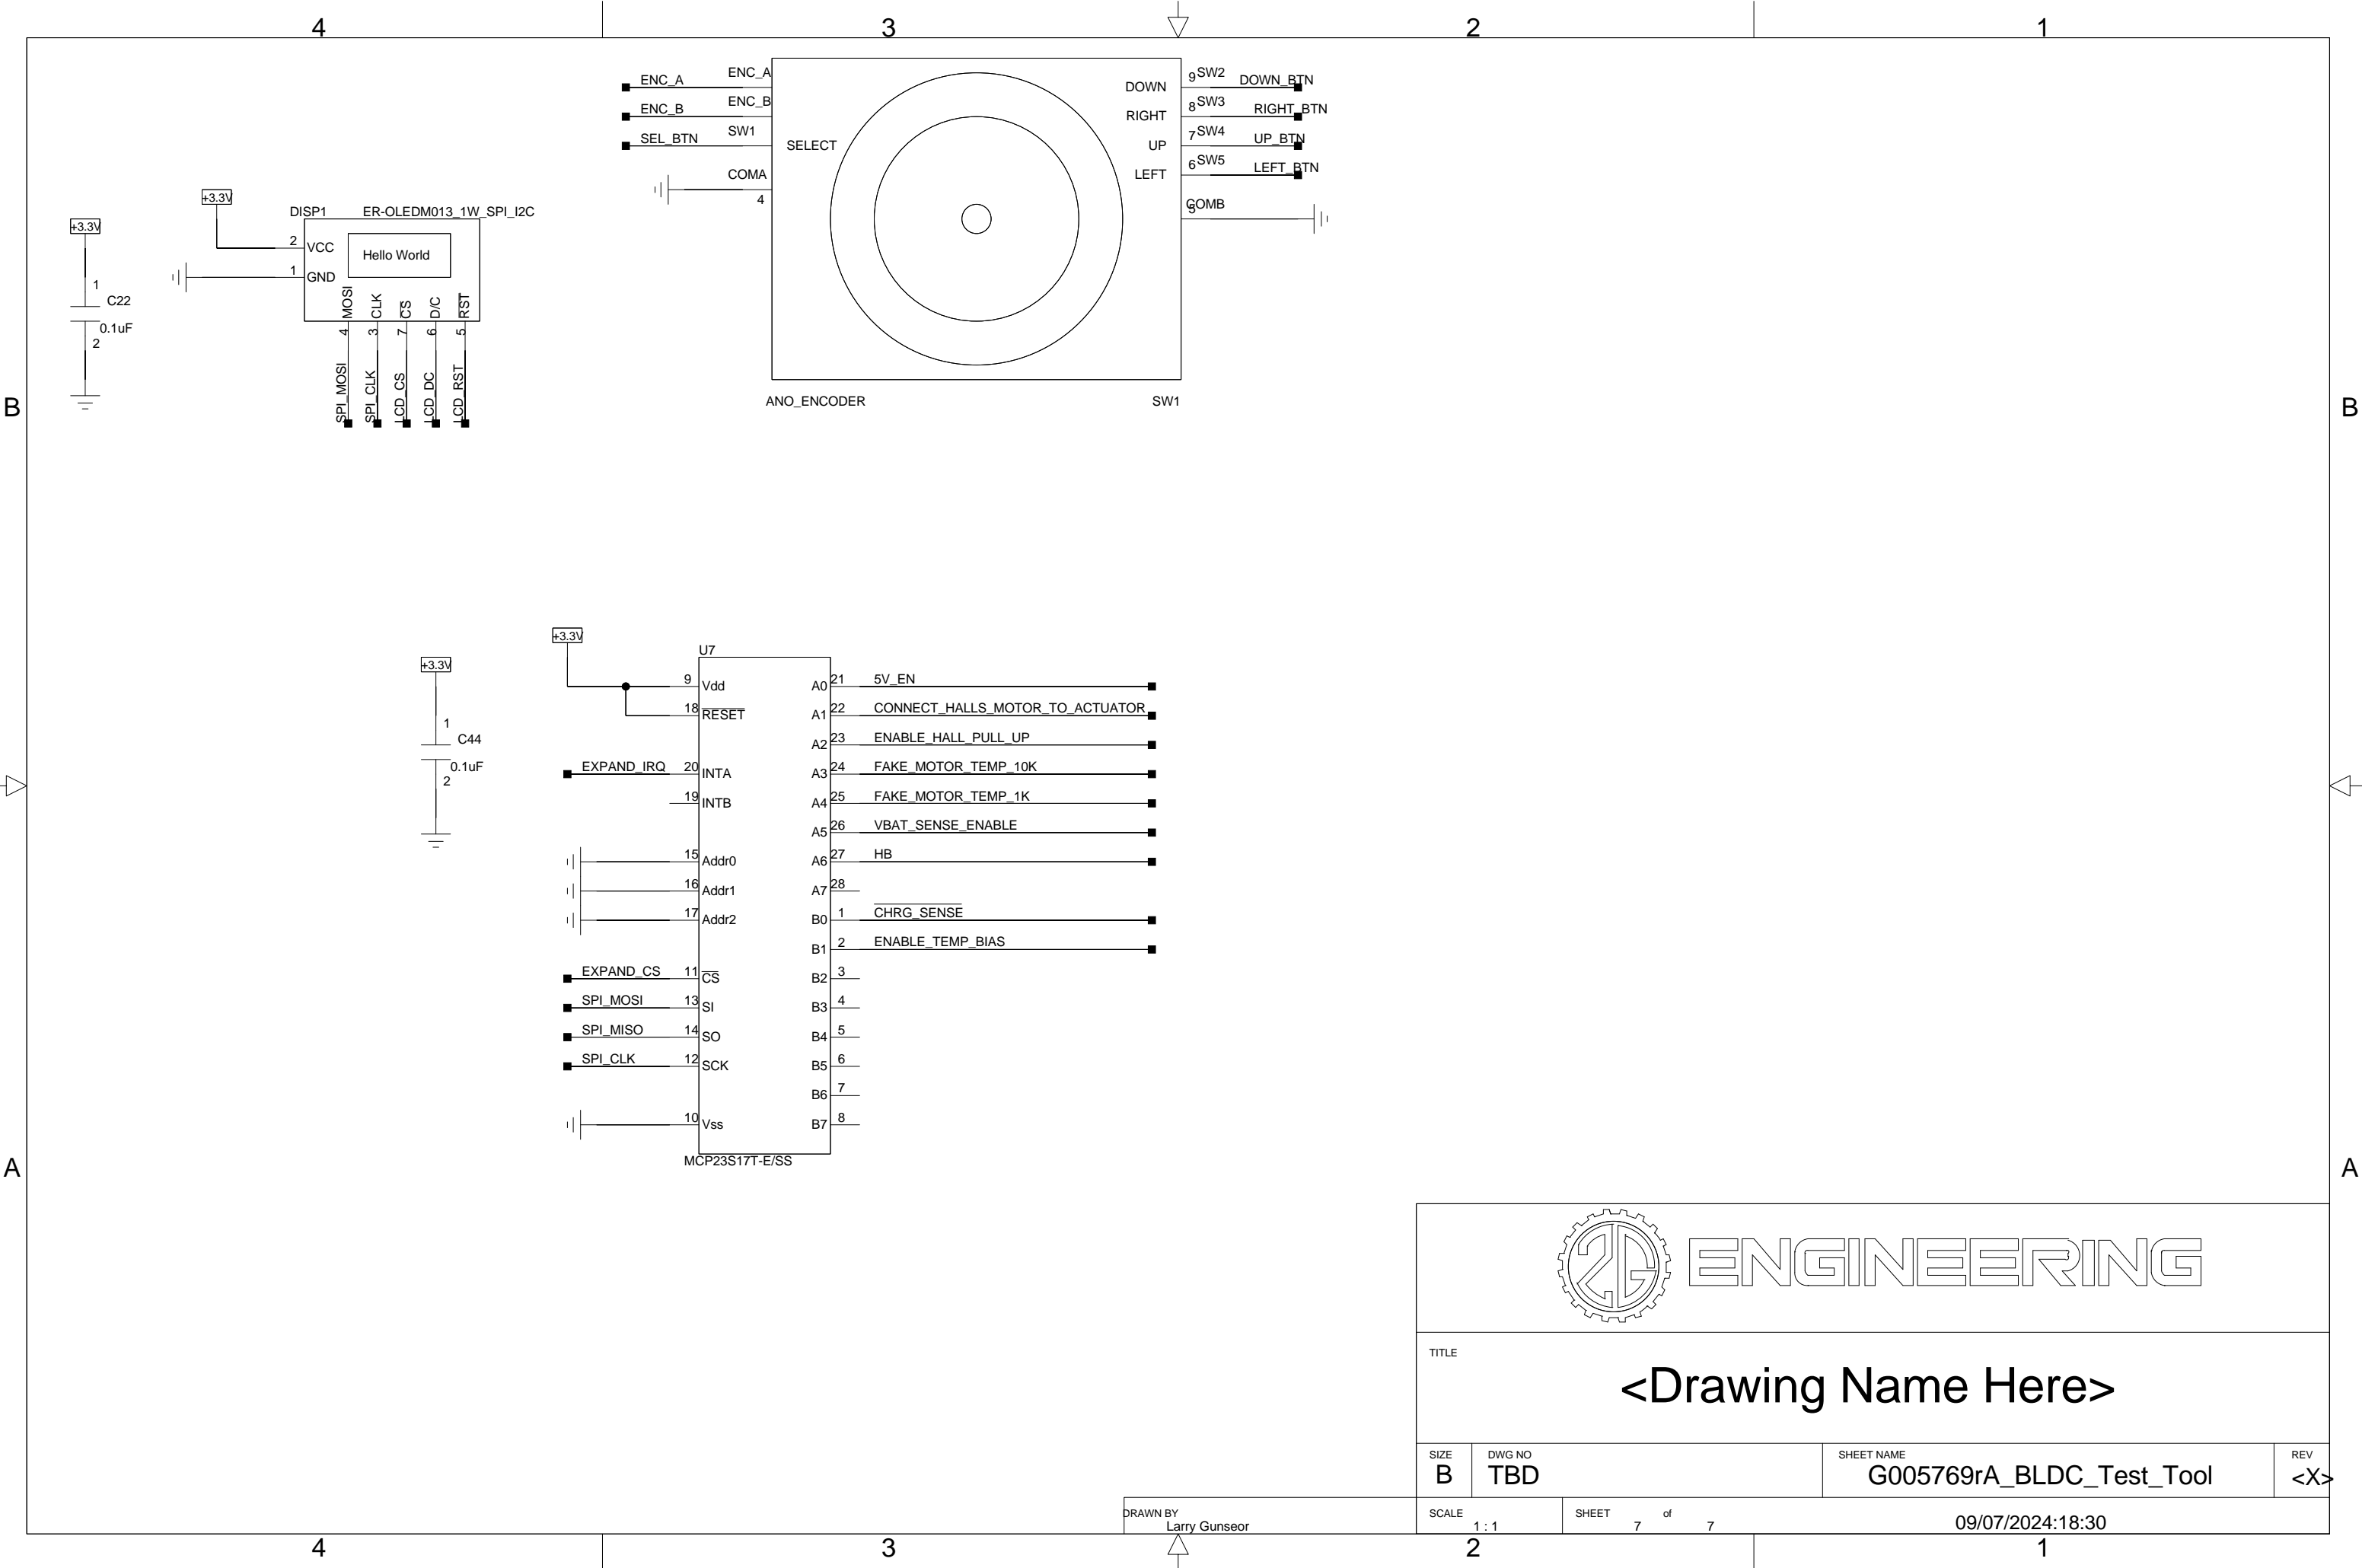 4 3 2 1
ENC_A ENC_A
ENC_B ENC_B
SEL_BTN SW1
SELECT
COMA
4
DOWN 9 SW2 DOWN_BTN
RIGHT 8 SW3 RIGHT_BTN
UP 7 SW4 UP_BTN
LEFT 6 SW5 LEFT_BTN
COMB
5
ANO_ENCODER SW1
+3.3V
1
C22
0.1uF
2
+3.3V
DISP1 ER-OLEDM013_1W_SPI_I2C
2 VCC
Hello World
1 GND
MOSI CLK CS D/C RST
4 3 7 6 5
SPI_MOSI SPI_CLK LCD_CS LCD_DC LCD_RST
B B
+3.3V
1
C44
0.1uF
2
+3.3V
U7
9 Vdd A0 21 5V_EN
18 RESET A1 22 CONNECT_HALLS_MOTOR_TO_ACTUATOR
A2 23 ENABLE_HALL_PULL_UP
EXPAND_IRQ 20 INTA A3 24 FAKE_MOTOR_TEMP_10K
19 INTB A4 25 FAKE_MOTOR_TEMP_1K
A5 26 VBAT_SENSE_ENABLE
15 Addr0 A6 27 HB
16 Addr1 A7 28
17 Addr2 B0 1 CHRG_SENSE
B1 2 ENABLE_TEMP_BIAS
EXPAND_CS 11 CS B2 3
SPI_MOSI 13 SI B3 4
SPI_MISO 14 SO B4 5
SPI_CLK 12 SCK B5 6
B6 7
10 Vss B7 8
MCP23S17T-E/SS
A A
2G ENGINEERING
TITLE
<Drawing Name Here>
SIZE DWG NO SHEET NAME REV
B TBD G005769rA_BLDC_Test_Tool <X>
DRAWN BY
Larry Gunseor
SCALE 1 : 1 SHEET 7 of 7 09/07/2024:18:30
4 3 2 1